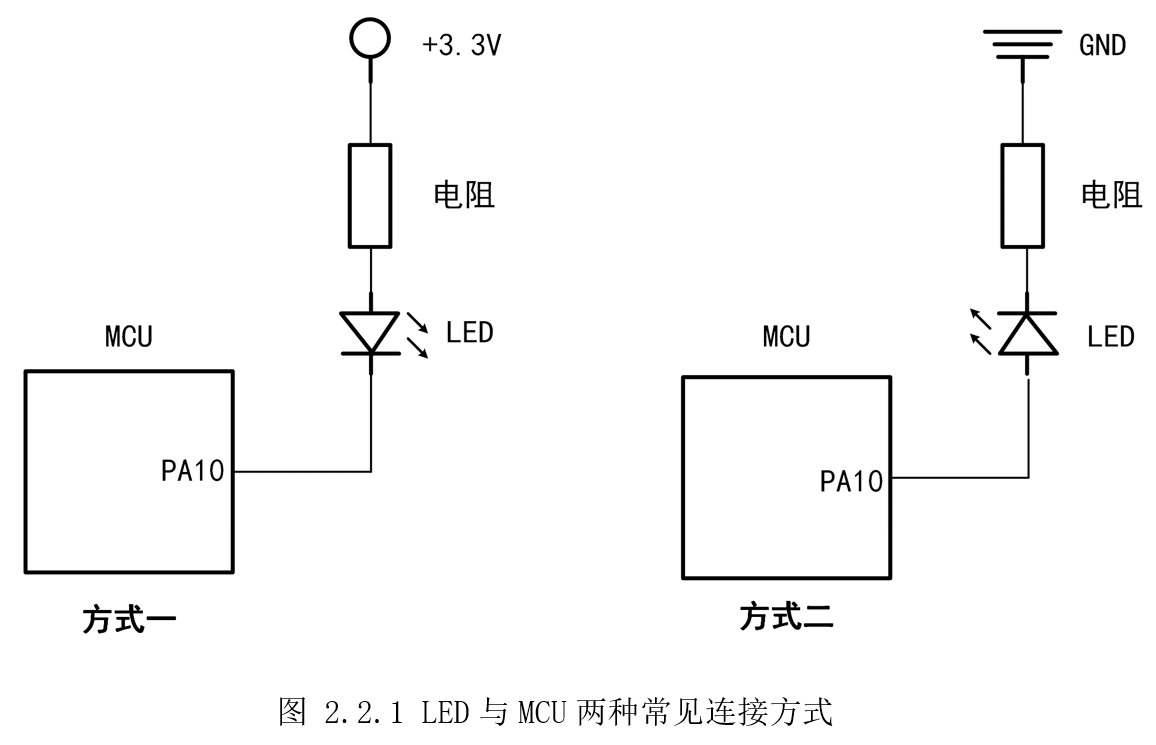 +3.3V
电阻
LED
MCU
PA10
方式一
GND
电阻
LED
MCU
PA10
方式二
图 2.2.1 LED 与 MCU 两种常见连接方式